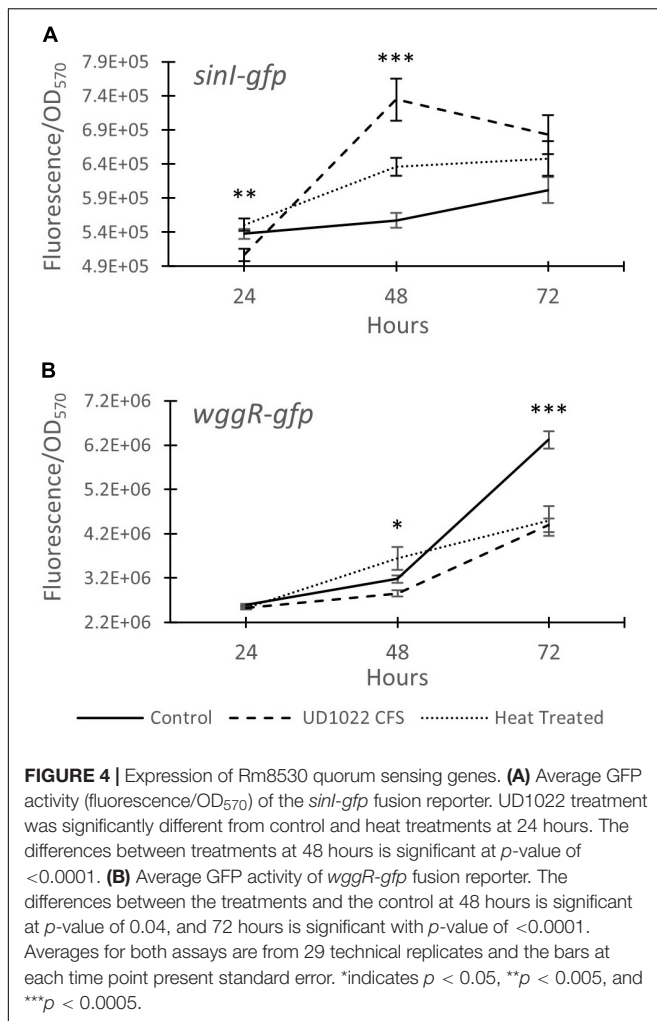 A
sinI-gfp
Fluorescence/OD570
7.9E+05
7.4E+05
6.9E+05
6.4E+05
5.9E+05
5.4E+05
4.9E+05
**
***
24
48
72
Hours
B
wggR-gfp
Fluorescence/OD570
7.2E+06
6.2E+06
5.2E+06
4.2E+06
3.2E+06
2.2E+06
*
***
24
48
72
Hours
Control
UD1022 CFS
Heat Treated
FIGURE 4 | Expression of Rm8530 quorum sensing genes. (A) Average GFP
activity (fluorescence/OD570) of the sinI-gfp fusion reporter. UD1022 treatment
was significantly different from control and heat treatments at 24 hours. The
differences between treatments at 48 hours is significant at p-value of
<0.0001. (B) Average GFP activity of wggR-gfp fusion reporter. The
differences between the treatments and the control at 48 hours is significant
at p-value of 0.04, and 72 hours is significant with p-value of <0.0001.
Averages for both assays are from 29 technical replicates and the bars at
each time point present standard error. *indicates p < 0.05, **p < 0.005, and
***p < 0.0005.